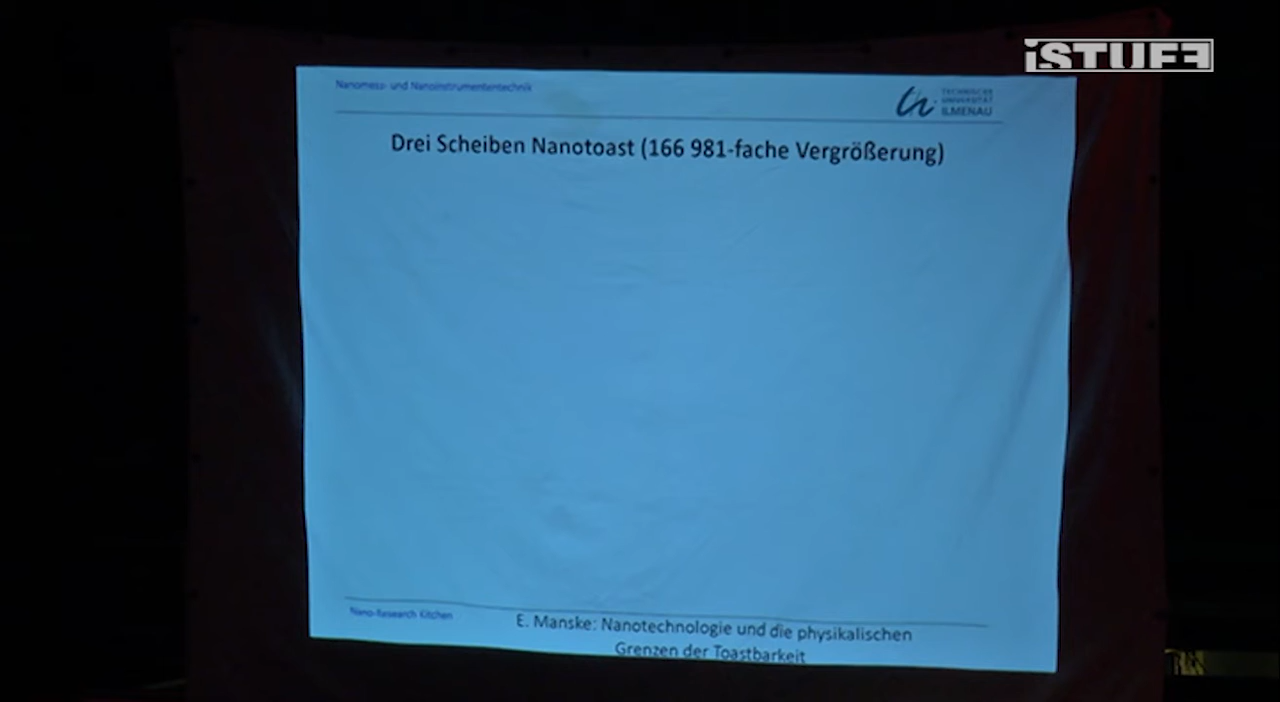 iSTUFF
Nanomess- und Nanoinstrumententechnik
th
TECHNISCHE
UNIVERSITÄT
ILMENAU
Drei Scheiben Nanotoast (166 981-fache Vergrößerung)
Nano-Research Kitchen
E. Manske: Nanotechnologie und die physikalischen
Grenzen der Toastbarkeit